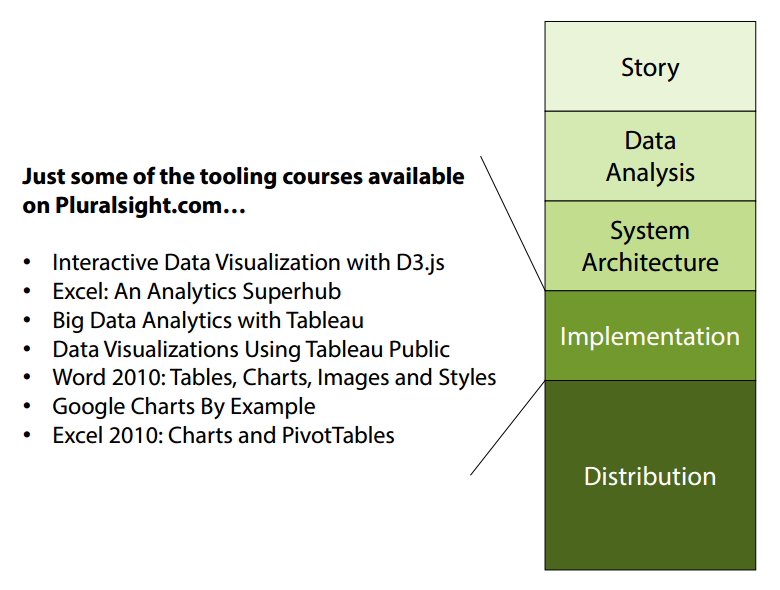 Just some of the tooling courses available
on Pluralsight.com…
• Interactive Data Visualization with D3.js
• Excel: An Analytics Superhub
• Big Data Analytics with Tableau
• Data Visualizations Using Tableau Public
• Word 2010: Tables, Charts, Images and Styles
• Google Charts By Example
• Excel 2010: Charts and PivotTables
Story
Data
Analysis
System
Architecture
Implementation
Distribution